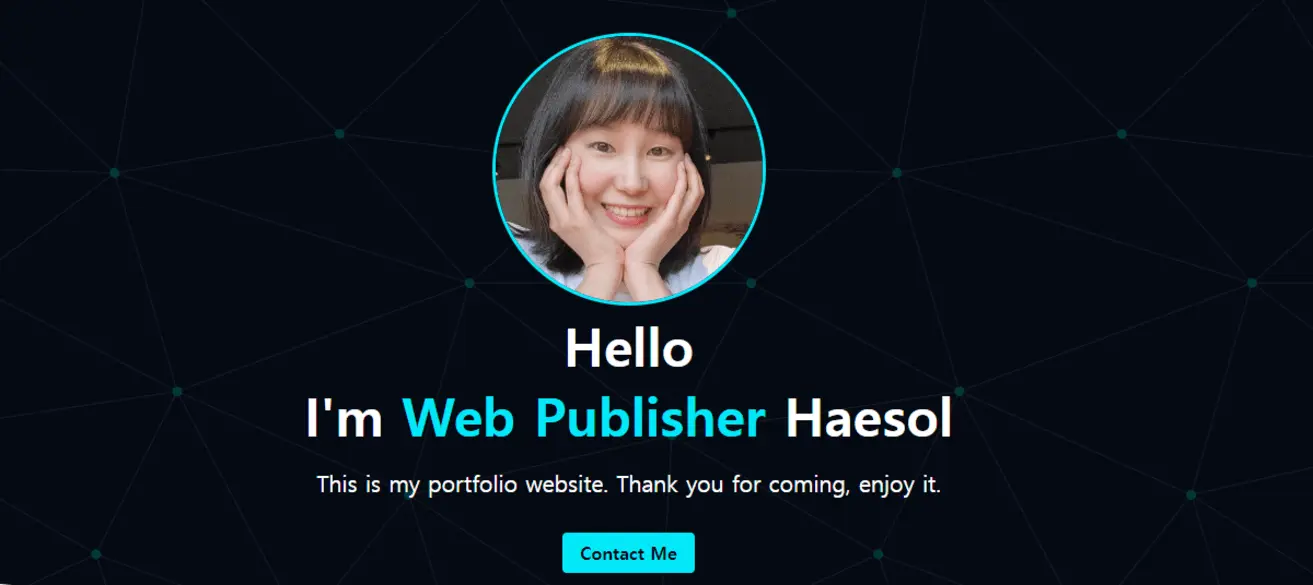 Hello
I'm Web Publisher Haesol
This is my portfolio website. Thank you for coming, enjoy it.
Contact Me